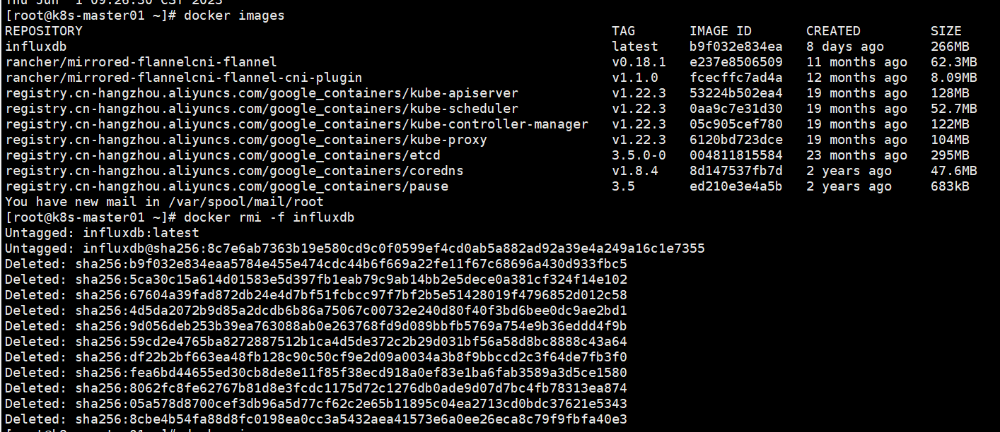 Thu Jun  1 09:26:30 CST 2023
[root@k8s-master01 ~]# docker images
REPOSITORY TAG IMAGE ID CREATED SIZE
influxdb latest b9f032e834ea 8 days ago 266MB
rancher/mirrored-flannelcni-flannel v0.18.1 e237e8506509 11 months ago 62.3MB
rancher/mirrored-flannelcni-flannel-cni-plugin v1.1.0 fcecffc7ad4a 12 months ago 8.09MB
registry.cn-hangzhou.aliyuncs.com/google_containers/kube-apiserver v1.22.3 53224b502ea4 19 months ago 128MB
registry.cn-hangzhou.aliyuncs.com/google_containers/kube-scheduler v1.22.3 0aa9c7e31d30 19 months ago 52.7MB
registry.cn-hangzhou.aliyuncs.com/google_containers/kube-controller-manager v1.22.3 05c905cef780 19 months ago 122MB
registry.cn-hangzhou.aliyuncs.com/google_containers/kube-proxy v1.22.3 6120bd723dce 19 months ago 104MB
registry.cn-hangzhou.aliyuncs.com/google_containers/etcd 3.5.0-0 004811815584 23 months ago 295MB
registry.cn-hangzhou.aliyuncs.com/google_containers/coredns v1.8.4 8d147537fb7d 2 years ago 47.6MB
registry.cn-hangzhou.aliyuncs.com/google_containers/pause 3.5 ed210e3e4a5b 2 years ago 683kB
You have new mail in /var/spool/mail/root
[root@k8s-master01 ~]# docker rmi -f influxdb
Untagged: influxdb:latest
Untagged: influxdb@sha256:8c7e6ab7363b19e580cd9c0f0599ef4cd0ab5a882ad92a39e4a249a16c1e7355
Deleted: sha256:b9f032e834eaa5784e455e474cdc44b6f669a22fe11f67c68696a430d933fbc5
Deleted: sha256:5ca30c15a614d01583e5d397fb1eab79c9ab14bb2e5dece0a381cf324f14e102
Deleted: sha256:67604a39fad872db24e4d7bf51fcbcc97f7bf2b5e51428019f4796852d012c58
Deleted: sha256:4d5da2072b9d85a2dcdb6b86a75067c00732e240d80f40f3bd6bee0dc9ae2bd1
Deleted: sha256:9d056deb253b39ea763088ab0e263768fd9d089bbfb5769a754e9b36eddd4f9b
Deleted: sha256:59cd2e4765ba8272887512b1ca4d5de372c2b29d031bf56a58d8bc8888c43a64
Deleted: sha256:df22b2bf663ea48fb128c90c50cf9e2d09a0034a3b8f9bbccd2c3f64de7fb3f0
Deleted: sha256:fea6bd44655ed30cb8de8e11f85f38ecd918a0ef83e1ba6fab3589a3d5ce1580
Deleted: sha256:8062fc8fe62767b81d8e3fcdc1175d72c1276db0ade9d07d7bc4fb78313ea874
Deleted: sha256:05a578d8700cef3db96a5d77cf62c2e65b11895c04ea2713cd0bdc37621e5343
Deleted: sha256:8cbe4b54fa88d8fc0198ea0cc3a5432aea41573e6a0ee26eca8c79f9fbfa40e3